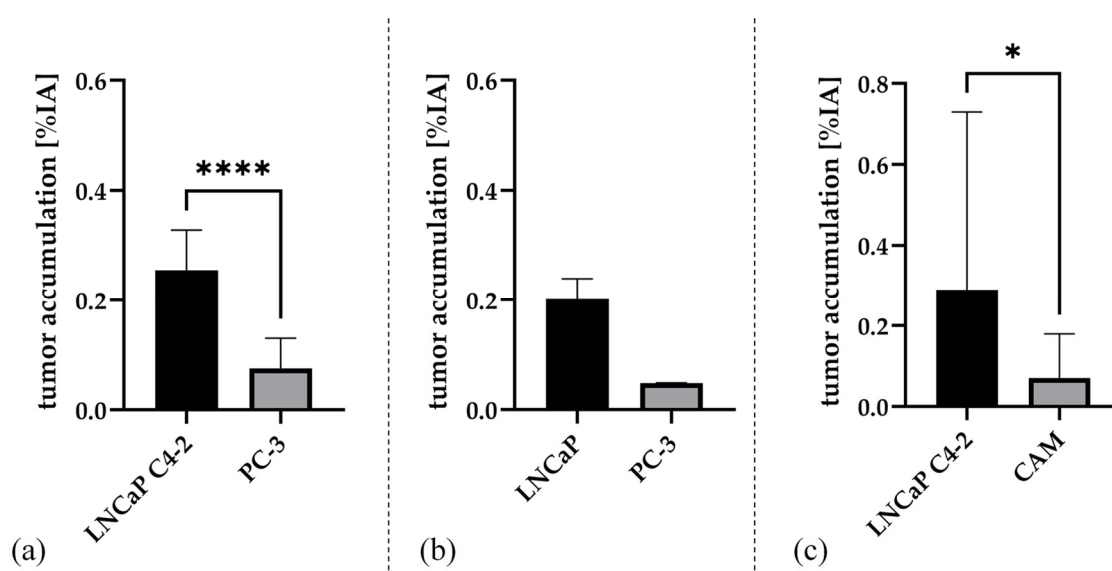 tumor accumulation [%IA]
0.6
0.4
0.2
0.0
****
LNCaP C4-2
PC-3
(a)
tumor accumulation [%IA]
0.6
0.4
0.2
0.0
LNCaP
PC-3
(b)
tumor accumulation [%IA]
0.8
0.6
0.4
0.2
0.0
*
LNCaP C4-2
CAM
(c)